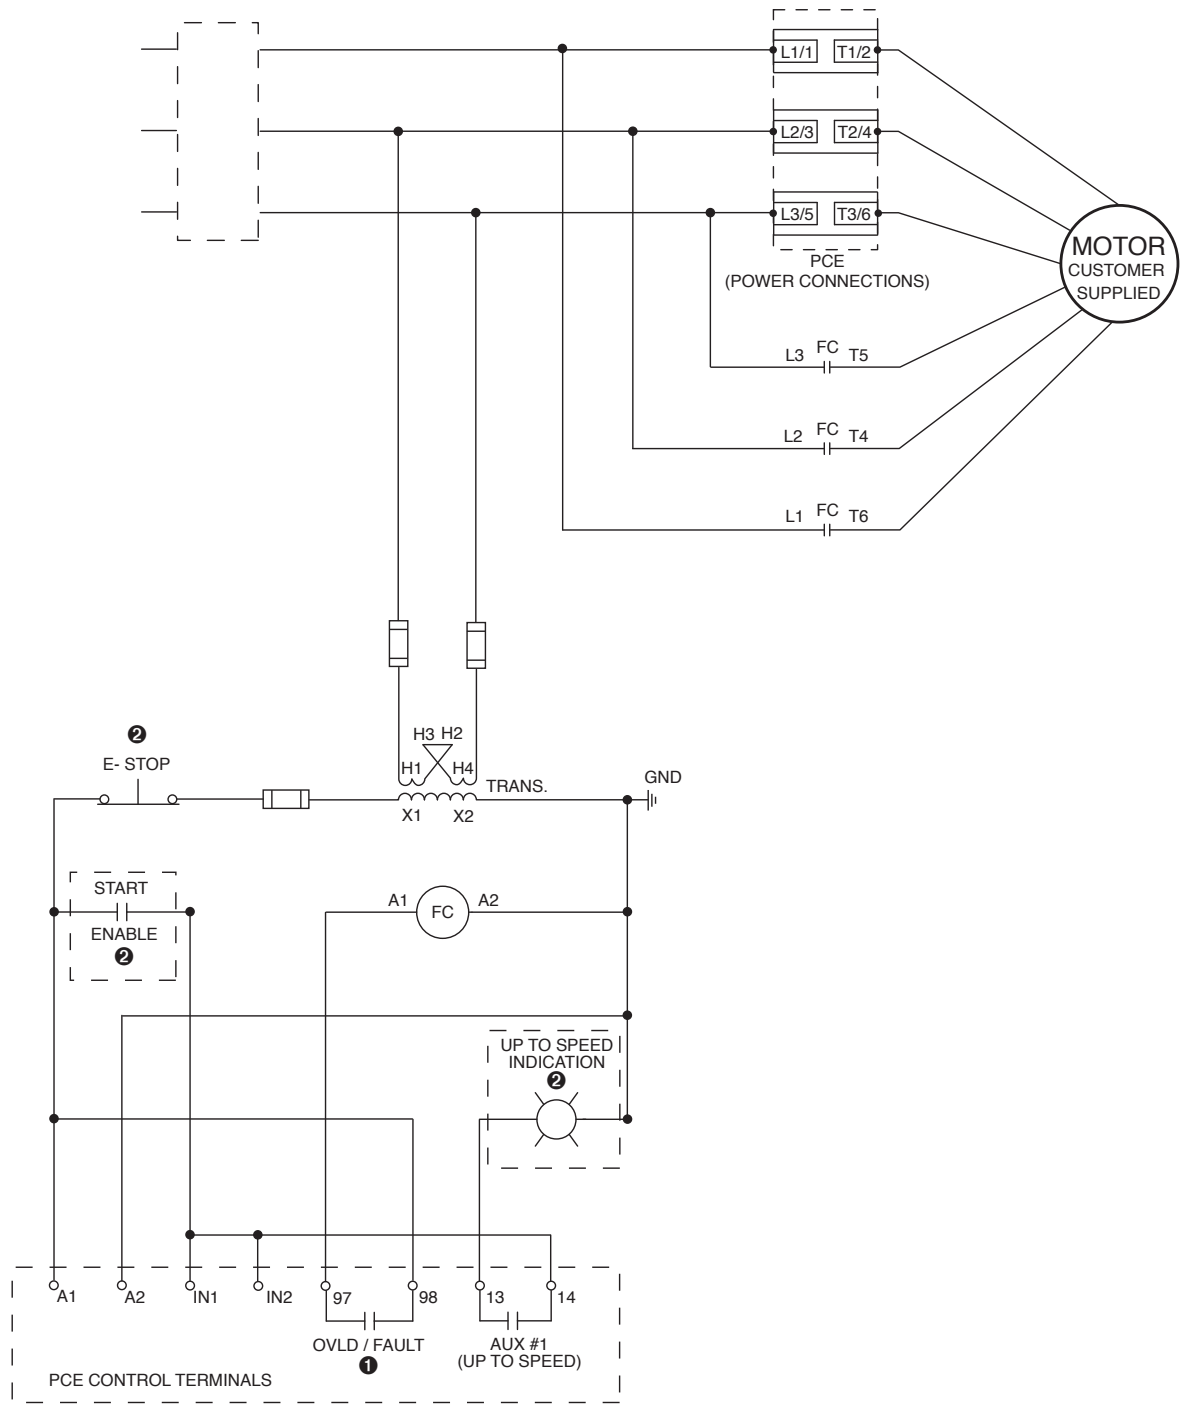 L1/1 T1/2
L2/3 T2/4
L3/5 T3/6
PCE
(POWER CONNECTIONS)
MOTOR
CUSTOMER
SUPPLIED
L3 FC T5
L2 FC T4
L1 FC T6
❷
E- STOP
H3 H2
H1 H4
TRANS.
X1 X2
GND
START
ENABLE
❷
A1 FC A2
UP TO SPEED
INDICATION
❷
A1 A2 IN1 IN2 97 98 13 14
OVLD / FAULT
❶
AUX #1
(UP TO SPEED)
PCE CONTROL TERMINALS